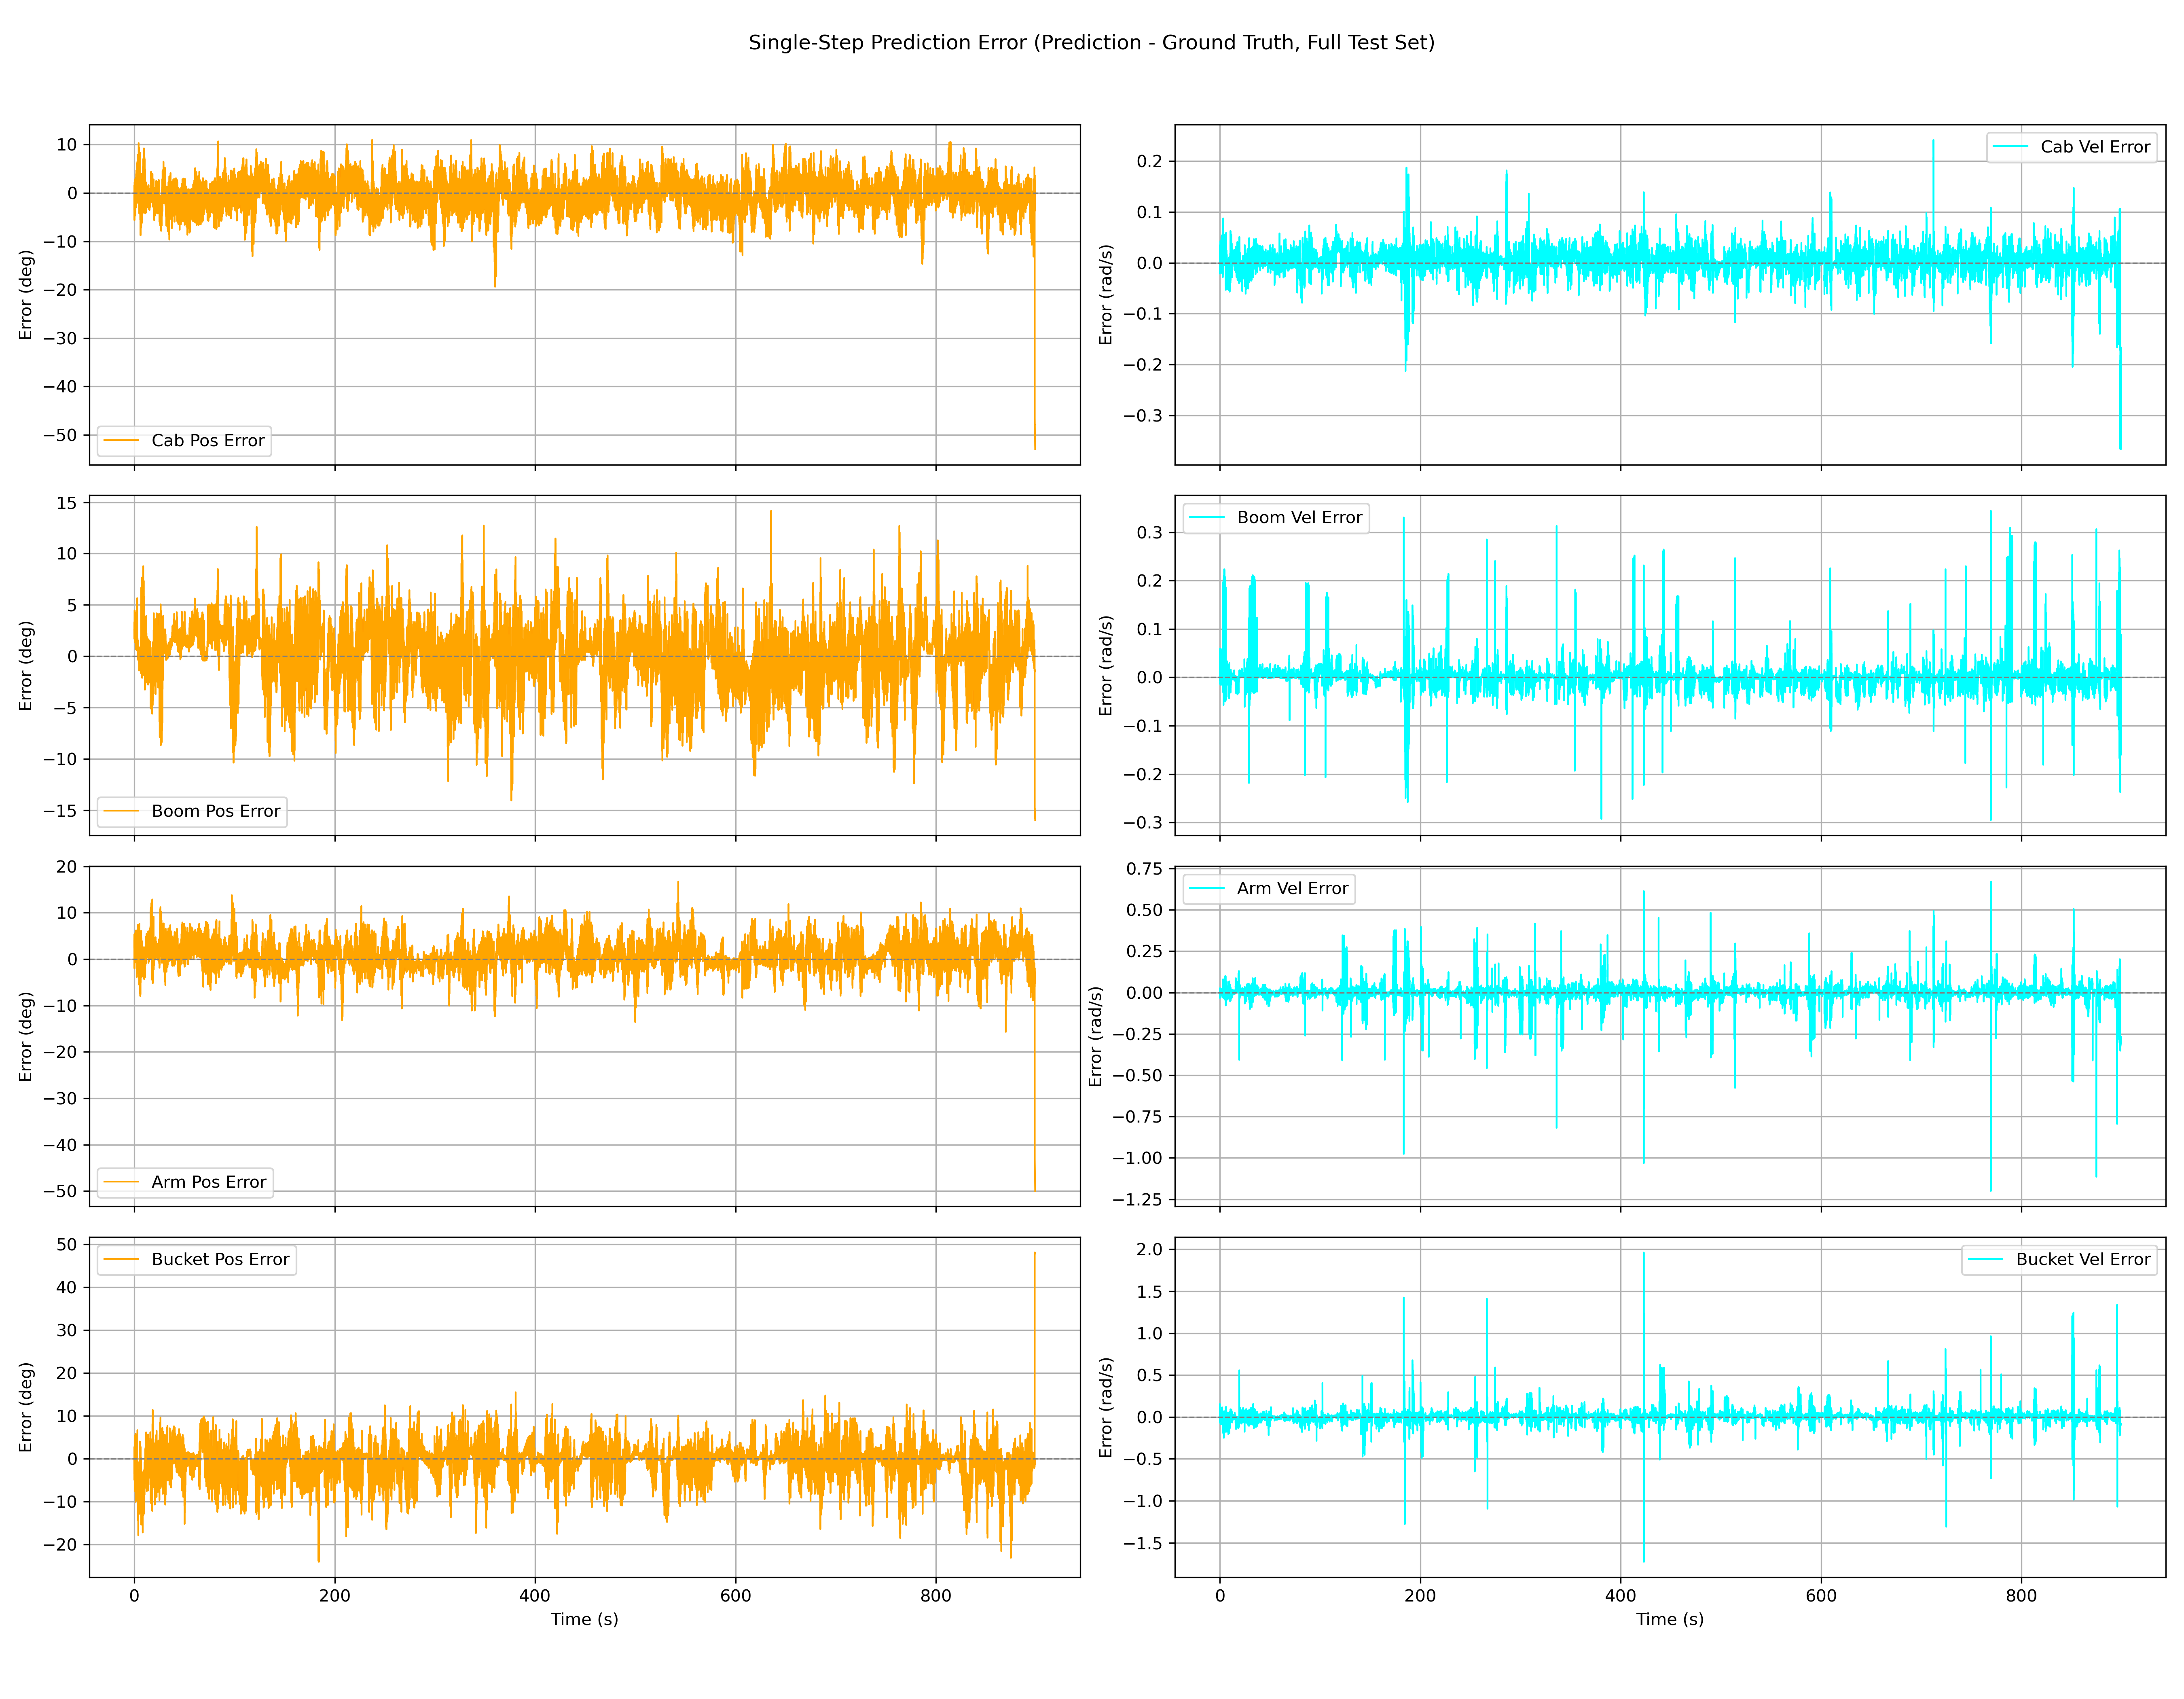 Single-Step Prediction Error (Prediction - Ground Truth, Full Test Set)
10
0
−10
−20
−30
−40
−50
Error (deg)
Cab Pos Error
0.2
0.1
0.0
−0.1
−0.2
−0.3
Error (rad/s)
Cab Vel Error
15
10
5
0
−5
−10
−15
Error (deg)
Boom Pos Error
0.3
0.2
0.1
0.0
−0.1
−0.2
−0.3
Error (rad/s)
Boom Vel Error
20
10
0
−10
−20
−30
−40
−50
Error (deg)
Arm Pos Error
0.75
0.50
0.25
0.00
−0.25
−0.50
−0.75
−1.00
−1.25
Error (rad/s)
Arm Vel Error
50
40
30
20
10
0
−10
−20
Error (deg)
Bucket Pos Error
0 200 400 600 800
Time (s)
2.0
1.5
1.0
0.5
0.0
−0.5
−1.0
−1.5
Error (rad/s)
Bucket Vel Error
0 200 400 600 800
Time (s)